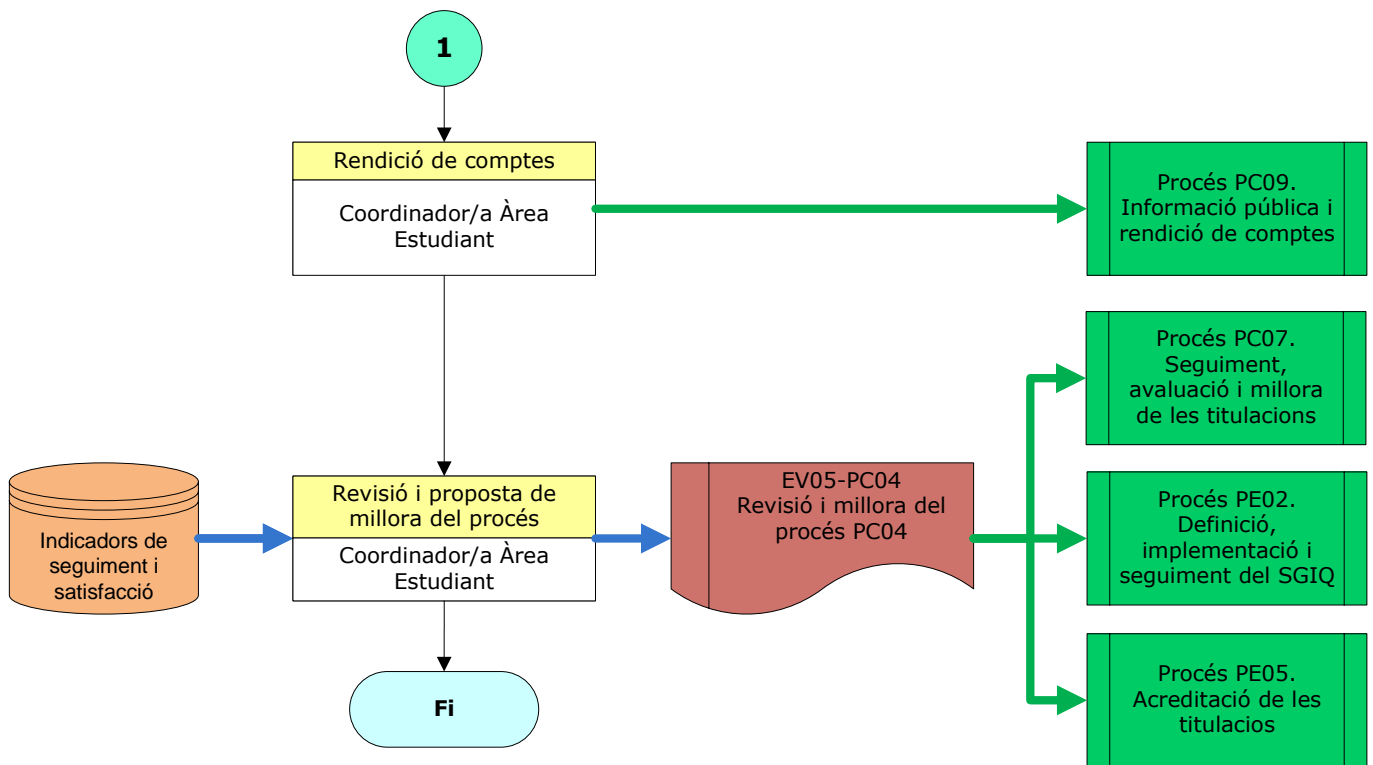 1
Rendició de comptes
Coordinador/a Àrea
Estudiant
Procés PC09.
Informació pública i
rendició de comptes
Procés PC07.
Seguiment,
avaluació i millora
de les titulacions
Indicadors de
seguiment i
satisfacció
Revisió i proposta de
millora del procés
Coordinador/a Àrea
Estudiant
EV05-PC04
Revisió i millora del
procés PC04
Procés PE02.
Definició,
implementació i
seguiment del SGIQ
Procés PE05.
Acreditació de les
titulacios
Fi